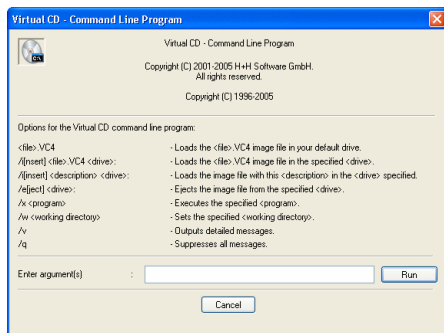 Virtual CD - Command Line Program
C:\
Virtual CD - Command Line Program
Copyright (C) 2001-2005 H+H Software GmbH.
All rights reserved.
Copyright (C) 1996-2005
Options for the Virtual CD command line program:
<file>.VC4 - Loads the <file>.VC4 image file in your default drive.
/i[nsert] <file>.VC4 <drive>: - Loads the <file>.VC4 image file in the specified <drive>.
/i[insert] <description> <drive>: - Loads the image file with this <description> in the <drive> specified.
/e[ject] <drive>: - Ejects the image file from the specified <drive>.
/x <program> - Executes the specified <program>.
/w <working directory> - Sets the specified <working directory>.
/v - Outputs detailed messages.
/q - Suppresses all messages.
Enter argument(s) : Run
Cancel